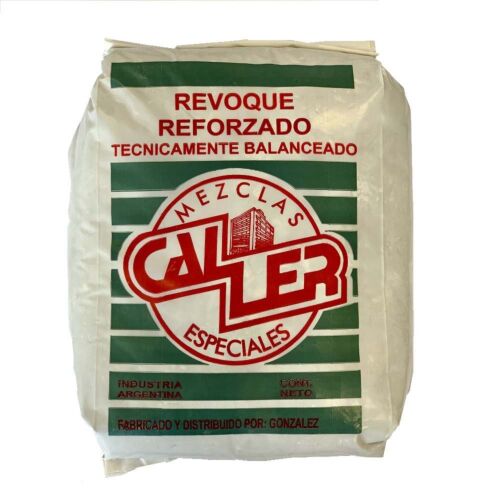 REVOQUE
REFORZADO
TECNICAMENTE BALANCEADO
MEZCLAS
CALLER
ESPECIALES
INDUSTRIA
ARGENTINA
CONT.
NETO
FABRICADO Y DISTRIBUIDO POR: GONZALEZ